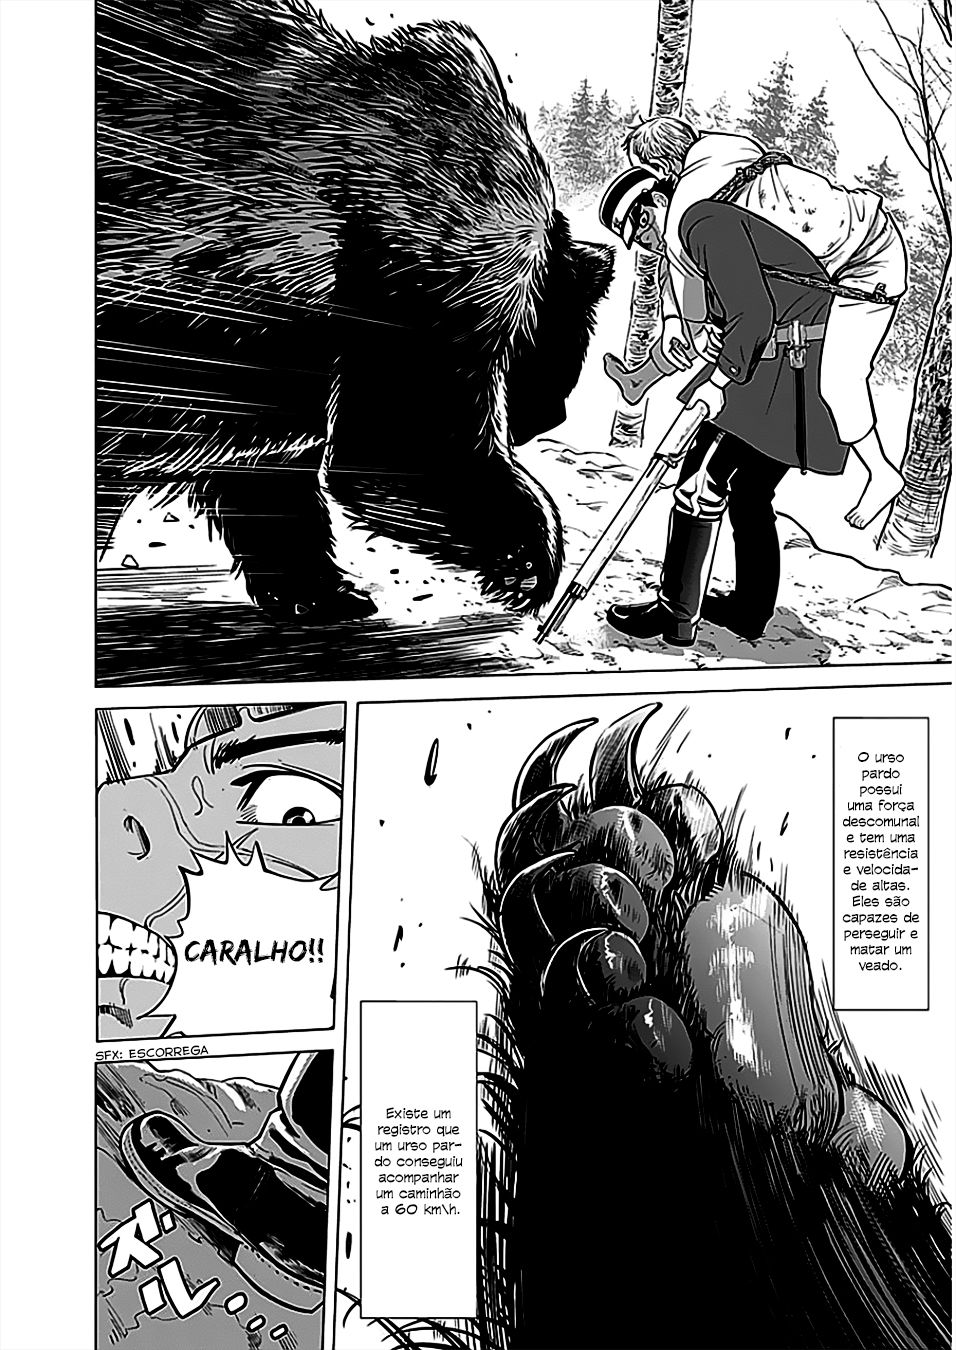 O urso
pardo
possui
uma força
descomunal
e tem uma
resistência
e velocida-
de altas.
Eles são
capazes de
perseguir e
matar um
veado.
Existe um
registro que
um urso par-
do conseguiu
acompanhar
um caminhão
a 60 km\h.
CARALHO!!
SFX: ESCORREGA
ズルッ...